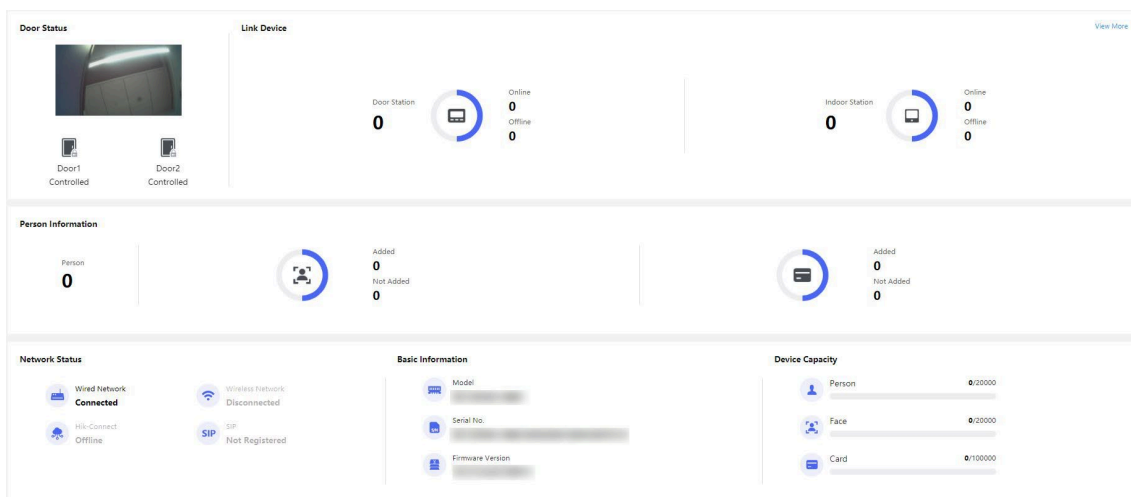 Door Status
Link Device
View More
Door Station
0
Online
0
Offline
0
Indoor Station
0
Online
0
Offline
0
Door1
Controlled
Door2
Controlled
Person Information
Person
0
Added
0
Not Added
0
Added
0
Not Added
0
Network Status
Wired Network
Connected
Wireless Network
Disconnected
Hik-Connect
Offline
SIP
SIP
Not Registered
Basic Information
Model
Serial No.
Firmware Version
Device Capacity
Person
0/20000
Face
0/20000
Card
0/100000